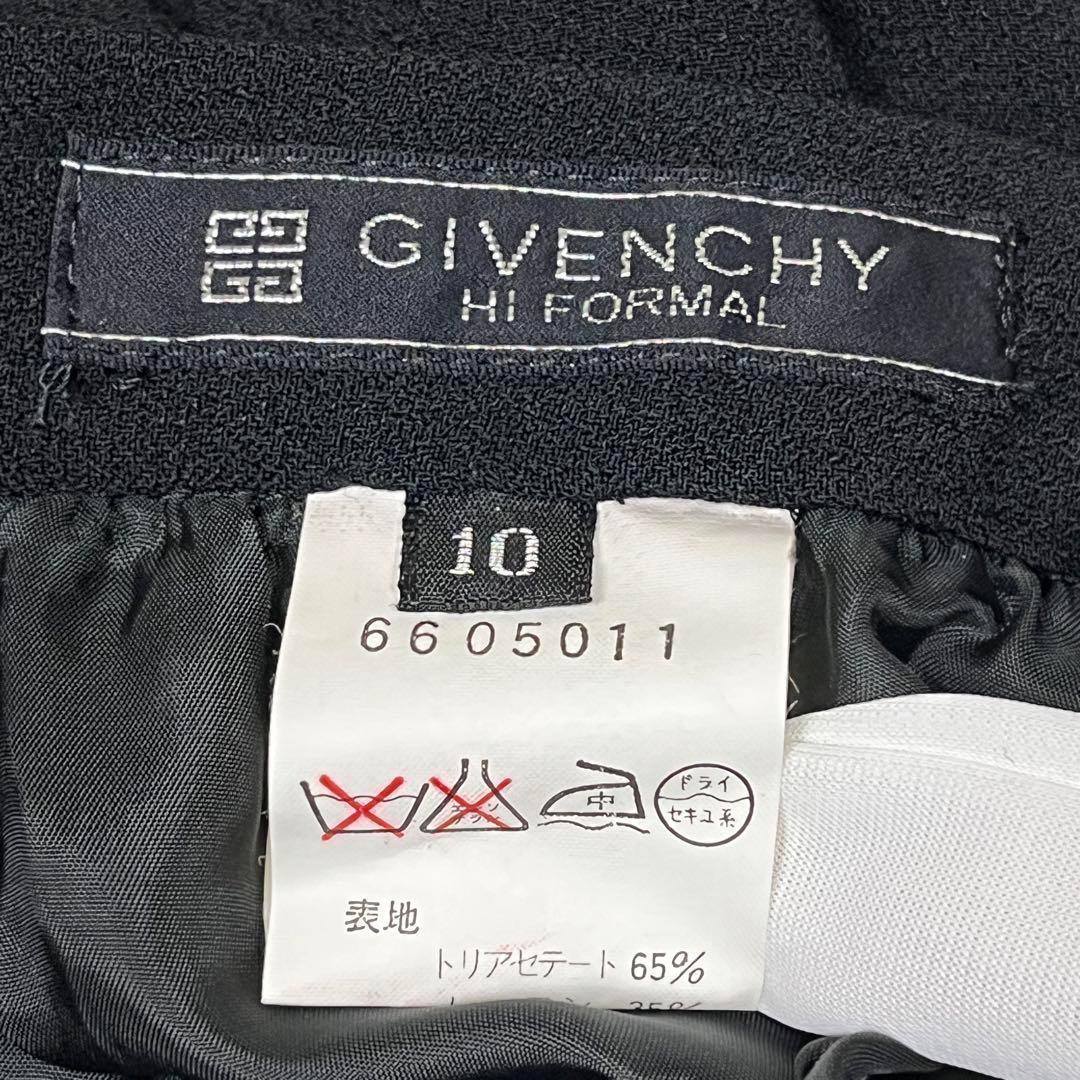 GIVENCHY
HI FORMAL
10
6605011
中
ドライ
セキユ系
表地
トリアセテート 65%